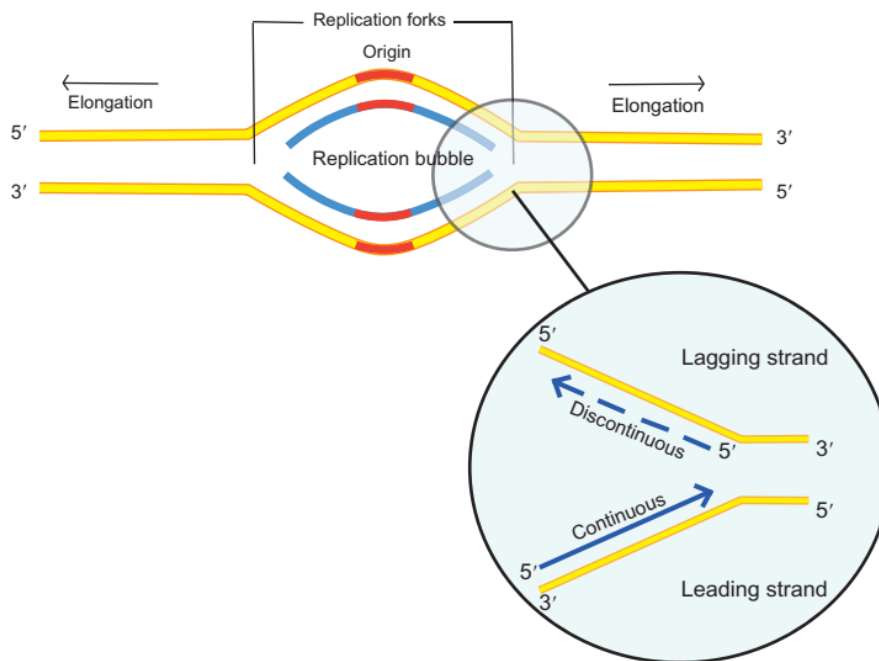 Replication forks
Origin
Elongation
Elongation
5′
3′
Replication bubble
3′
5′
5′
Lagging strand
Discontinuous
5′
3′
Continuous
5′
5′
3′
Leading strand